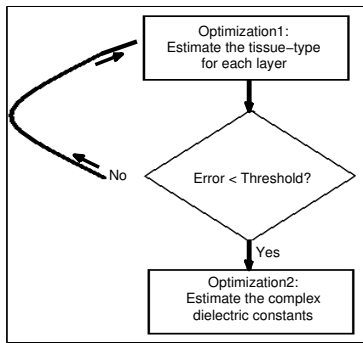 Optimization1:
Estimate the tissue−type
for each layer
Error < Threshold?
No
Yes
Optimization2:
Estimate the complex
dielectric constants